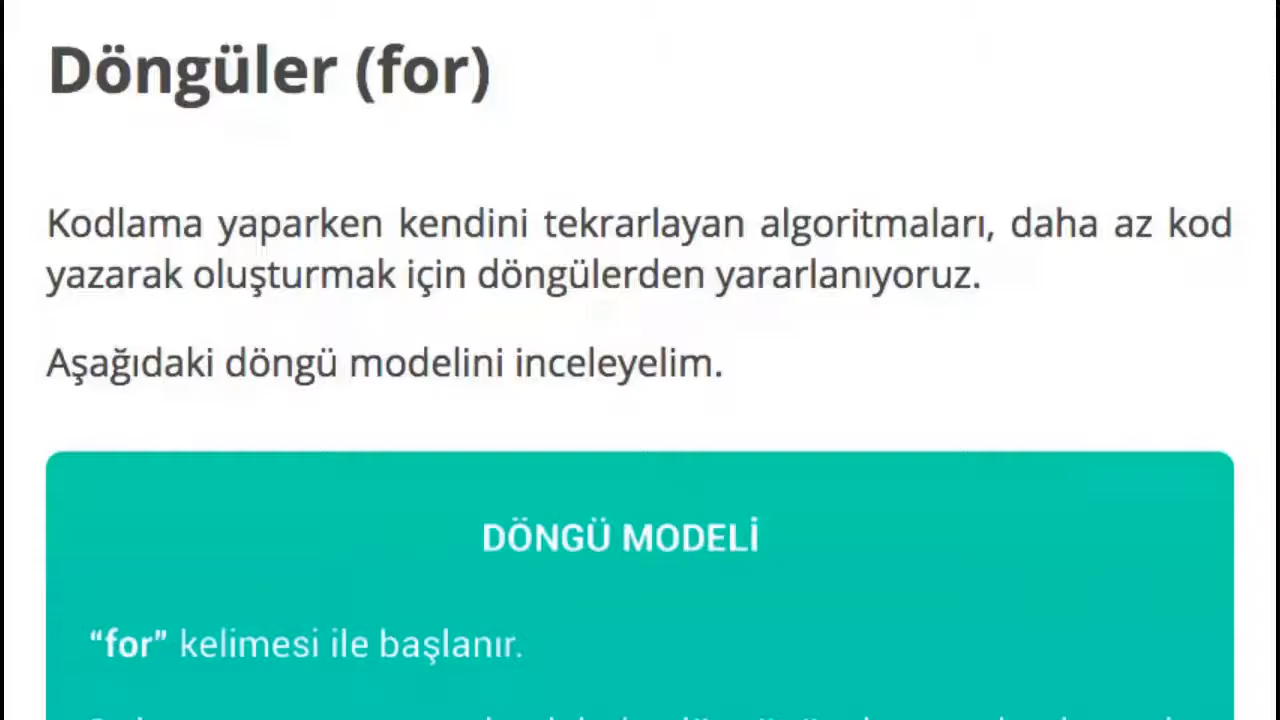 Döngüler (for)
Kodlama yaparken kendini tekrarlayan algoritmaları, daha az kod
yazarak oluşturmak için döngülerden yararlanıyoruz.
Aşağıdaki döngü modelini inceleyelim.
DÖNGÜ MODELİ
“for” kelimesi ile başlanır.